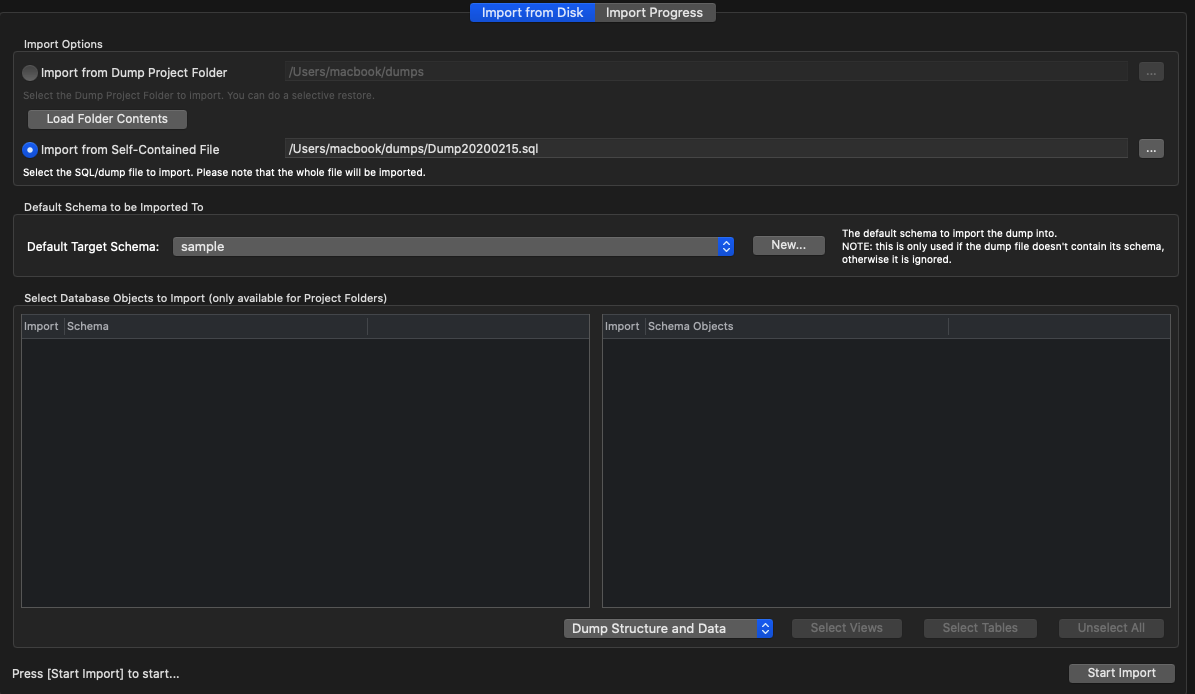 Import from Disk Import Progress
Import Options
Import from Dump Project Folder /Users/macbook/dumps ...
Select the Dump Project Folder to import. You can do a selective restore.
Load Folder Contents
Import from Self-Contained File /Users/macbook/dumps/Dump20200215.sql ...
Select the SQL/dump file to import. Please note that the whole file will be imported.
Default Schema to be Imported To
Default Target Schema: sample New...
The default schema to import the dump into.
NOTE: this is only used if the dump file doesn't contain its schema,
otherwise it is ignored.
Select Database Objects to Import (only available for Project Folders)
Import Schema Import Schema Objects
Dump Structure and Data Select Views Select Tables Unselect All
Press [Start Import] to start... Start Import